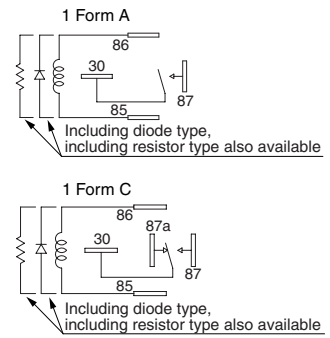 1 Form A
86
30
85
87
Including diode type,
including resistor type also available
1 Form C
86
87a
30
87
85
Including diode type,
including resistor type also available